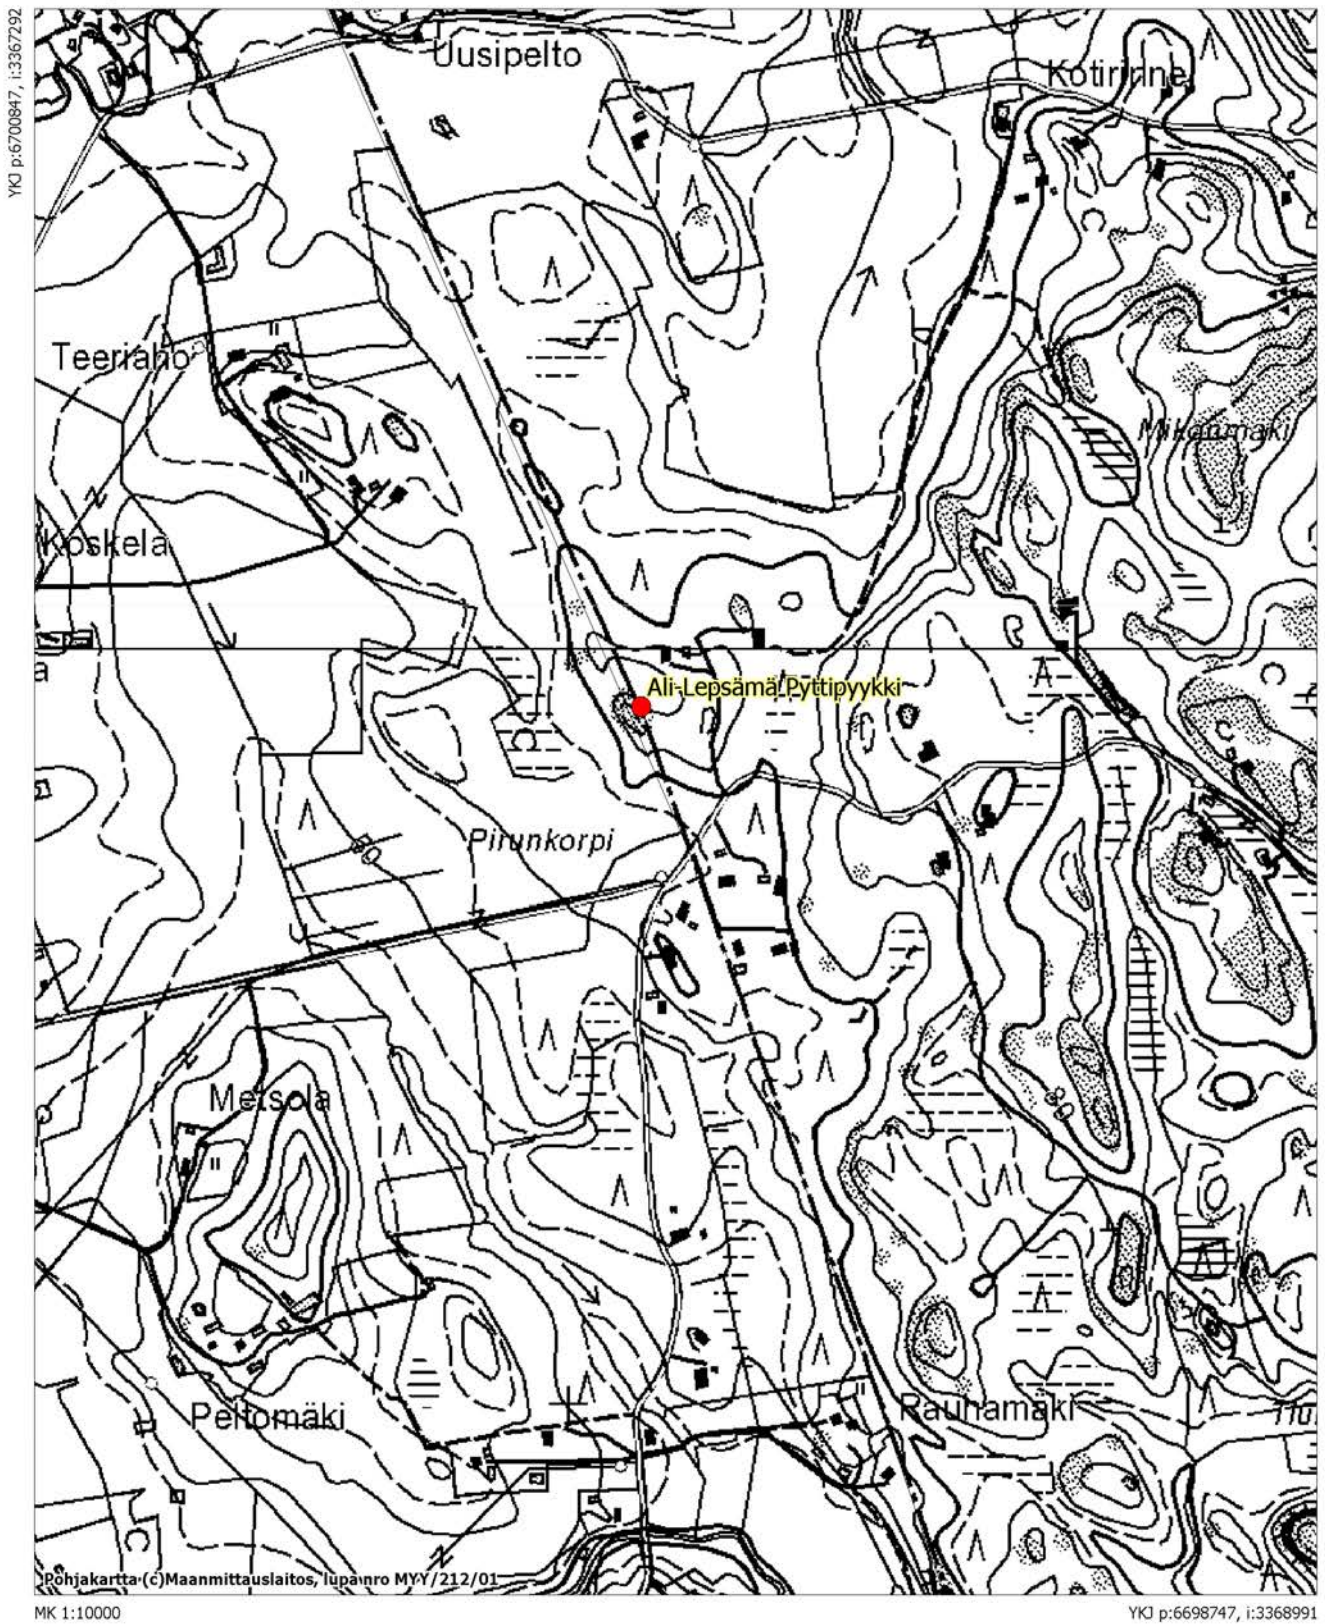 YKJ p:6700847, i:3367292
Uusipelto
Kotirinne
Teeriaho
Mikanmäki
Koskela
a
Ali-Lepsämä Pyttipyykki
Pirunkorpi
Metsola
Peltomäki
Rauhamäki
Pohjakartta (c)Maanmittauslaitos, lupa nro MYY/212/01
MK 1:10000
YKJ p:6698747, i:3368991